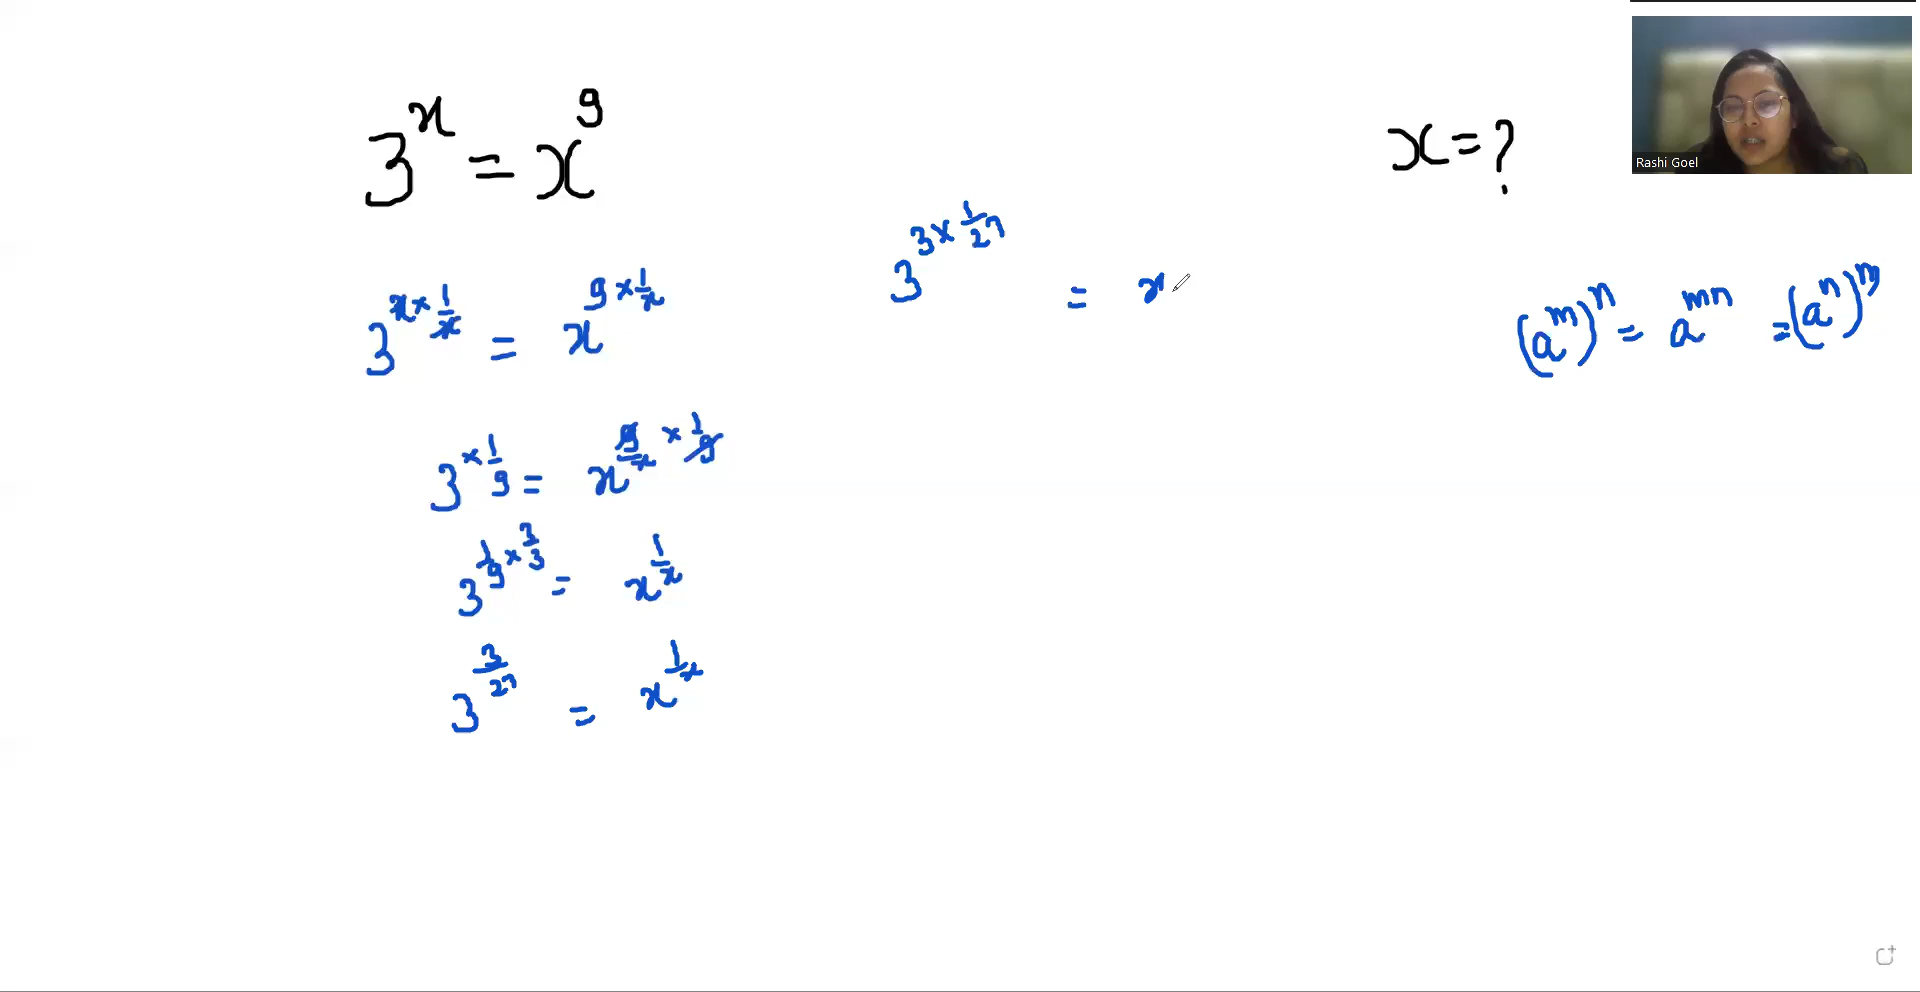 3^x = x^9
x = ?
Rashi Goel
3^{x × 1/x} = x^{9 × 1/x}
3^{3 × 1/27} = x
(a^m)^n = a^{mn} = (a^n)^m
3^{× 1/9} = x^{9/x × 1/9}
3^{1/9 × 3/3} = x^{1/x}
3^{3/27} = x^{1/x}